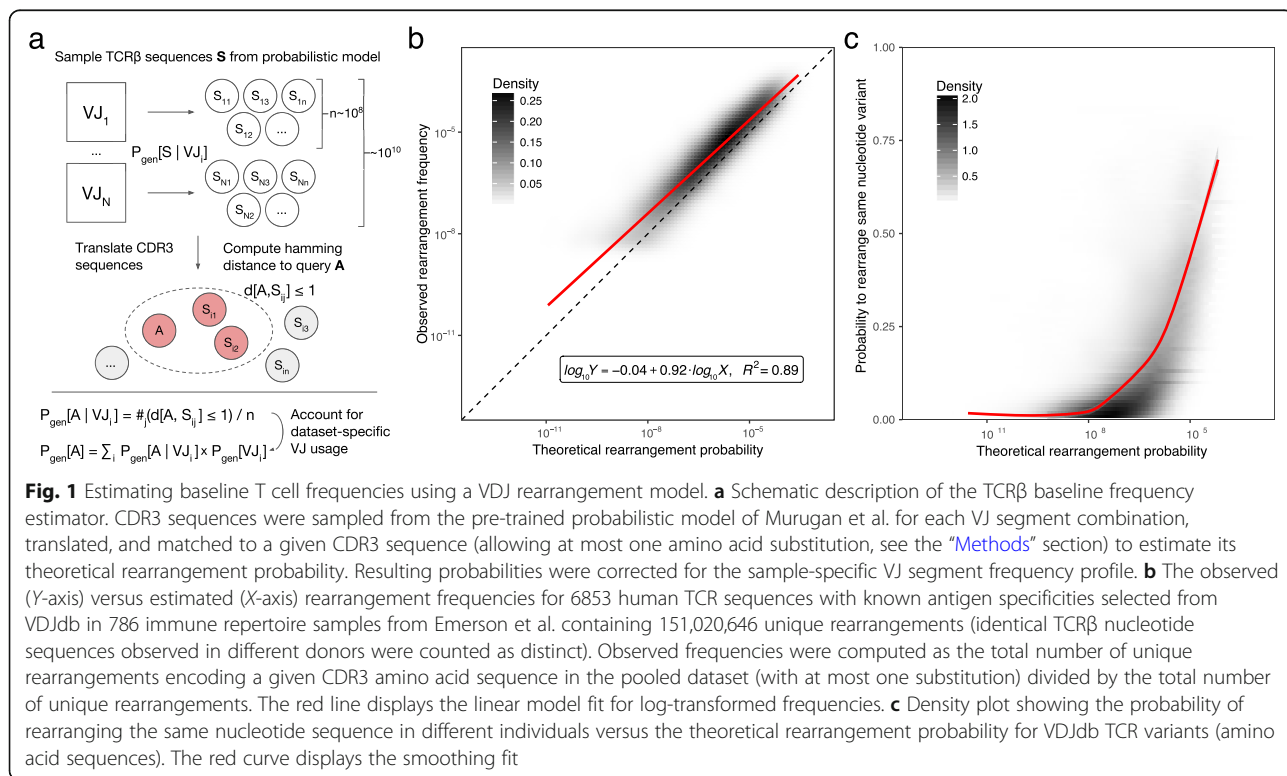 a
Sample TCRβ sequences S from probabilistic model
VJ1
S11 S13 S1n
S12 ...
n~10^8
... Pgen[S | VJi]
~10^10
VJN
SN1 SN3 SNn
SN2 ...
Translate CDR3
sequences
Compute hamming
distance to query A
d[A,Sij] ≤ 1
A Si1 Si2 Si3
... Sin
Pgen[A | VJi] = #j(d[A, Sij] ≤ 1) / n
Pgen[A] = ∑i Pgen[A | VJi] x Pgen[VJi]
Account for
dataset-specific
VJ usage
b
Density
0.25
0.20
0.15
0.10
0.05
Observed rearrangement frequency
10^−5
10^−8
10^−11
log10Y = −0.04 + 0.92·log10X, R^2 = 0.89
10^−11 10^−8 10^−5
Theoretical rearrangement probability
c
Density
2.0
1.5
1.0
0.5
Probability to rearrange same nucleotide variant
1.00
0.75
0.50
0.25
0.00
10^11 10^8 10^5
Theoretical rearrangement probability
Fig. 1 Estimating baseline T cell frequencies using a VDJ rearrangement model. a Schematic description of the TCRβ baseline frequency
estimator. CDR3 sequences were sampled from the pre-trained probabilistic model of Murugan et al. for each VJ segment combination,
translated, and matched to a given CDR3 sequence (allowing at most one amino acid substitution, see the “Methods” section) to estimate its
theoretical rearrangement probability. Resulting probabilities were corrected for the sample-specific VJ segment frequency profile. b The observed
(Y-axis) versus estimated (X-axis) rearrangement frequencies for 6853 human TCR sequences with known antigen specificities selected from
VDJdb in 786 immune repertoire samples from Emerson et al. containing 151,020,646 unique rearrangements (identical TCRβ nucleotide
sequences observed in different donors were counted as distinct). Observed frequencies were computed as the total number of unique
rearrangements encoding a given CDR3 amino acid sequence in the pooled dataset (with at most one substitution) divided by the total number
of unique rearrangements. The red line displays the linear model fit for log-transformed frequencies. c Density plot showing the probability of
rearranging the same nucleotide sequence in different individuals versus the theoretical rearrangement probability for VDJdb TCR variants (amino
acid sequences). The red curve displays the smoothing fit